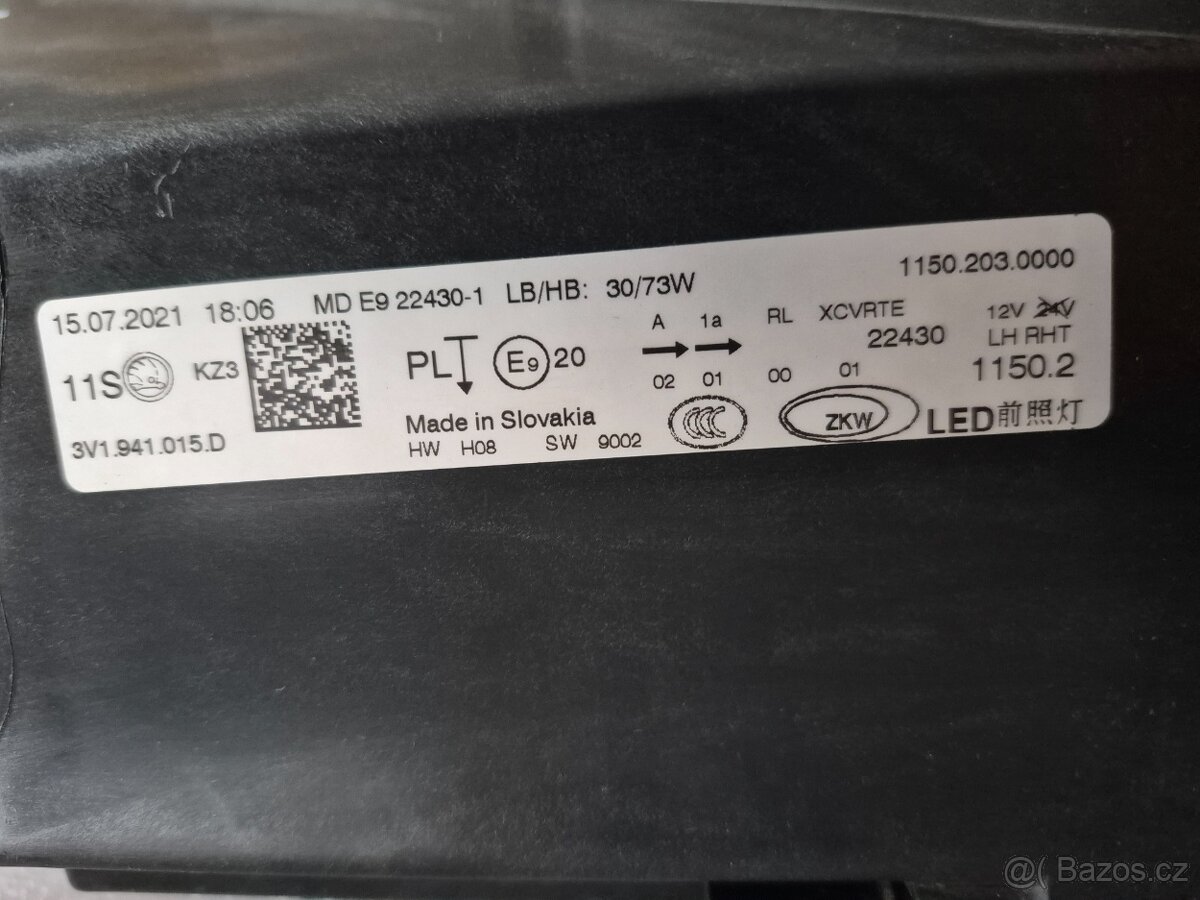 15.07.2021 18:06 MD E9 22430-1 LB/HB: 30/73W 1150.203.0000
11S KZ3 PL E9 20 A 1a RL XCVRTE 12V 24V
22430 LH RHT
02 01 00 01 1150.2
3V1.941.015.D Made in Slovakia CCC ZKW LED前照灯
HW H08 SW 9002
@( Bazos.cz